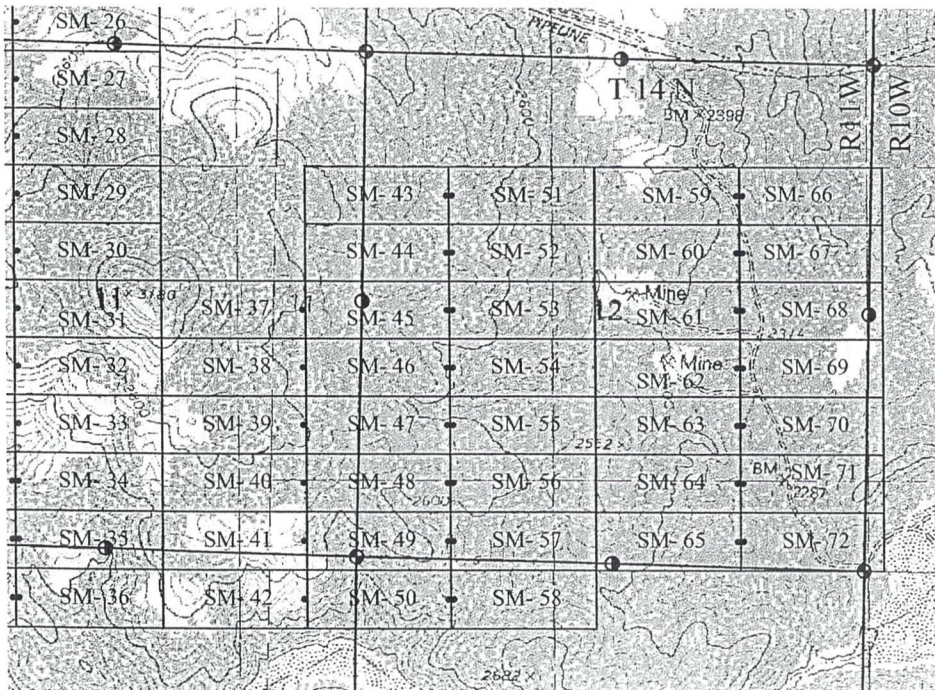 SM- 26
PIPELINE
SM- 27
T 14 N
R11W
R10W
BM × 2398
2600
SM- 28
SM- 29
SM- 43
SM- 51
SM- 59
SM- 66
SM- 30
SM- 44
SM- 52
SM- 60
SM- 67
11
× 3180
SM- 31
SM- 37
SM- 45
SM- 53
12
Mine
SM- 61
SM- 68
2314
SM- 32
SM- 38
SM- 46
SM- 54
Mine
SM- 62
SM- 69
SM- 33
SM- 39
SM- 47
SM- 55
2552 ×
SM- 63
SM- 70
SM- 34
SM- 40
SM- 48
SM- 56
SM- 64
BM
SM- 71
2287
2600
SM- 35
SM- 41
SM- 49
SM- 57
SM- 65
SM- 72
SM- 36
SM- 42
SM- 50
SM- 58
2682 ×